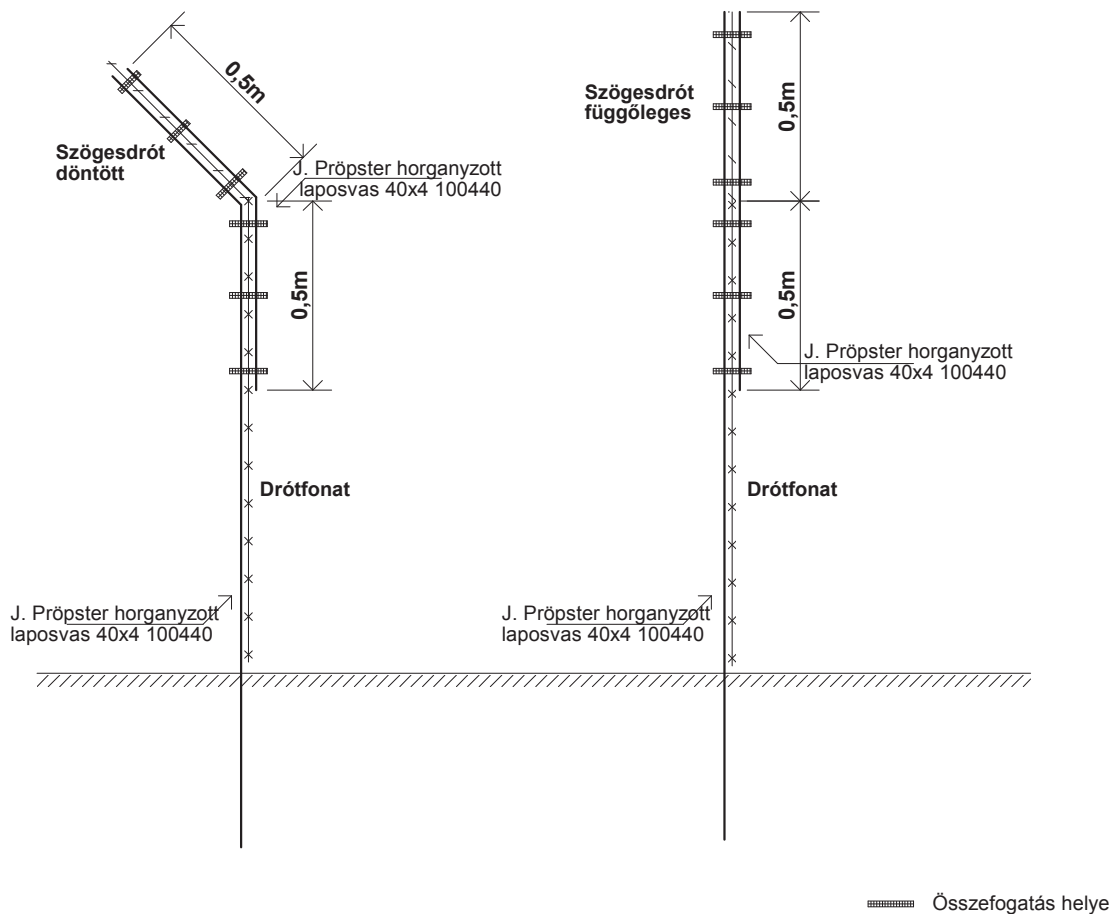 0,5m
Szögesdrót
döntött
J. Pröpster horganyzott
laposvas 40x4 100440
0,5m
Drótfonat
J. Pröpster horganyzott
laposvas 40x4 100440
Szögesdrót
függőleges
0,5m
0,5m
J. Pröpster horganyzott
laposvas 40x4 100440
Drótfonat
J. Pröpster horganyzott
laposvas 40x4 100440
Összefogatás helye